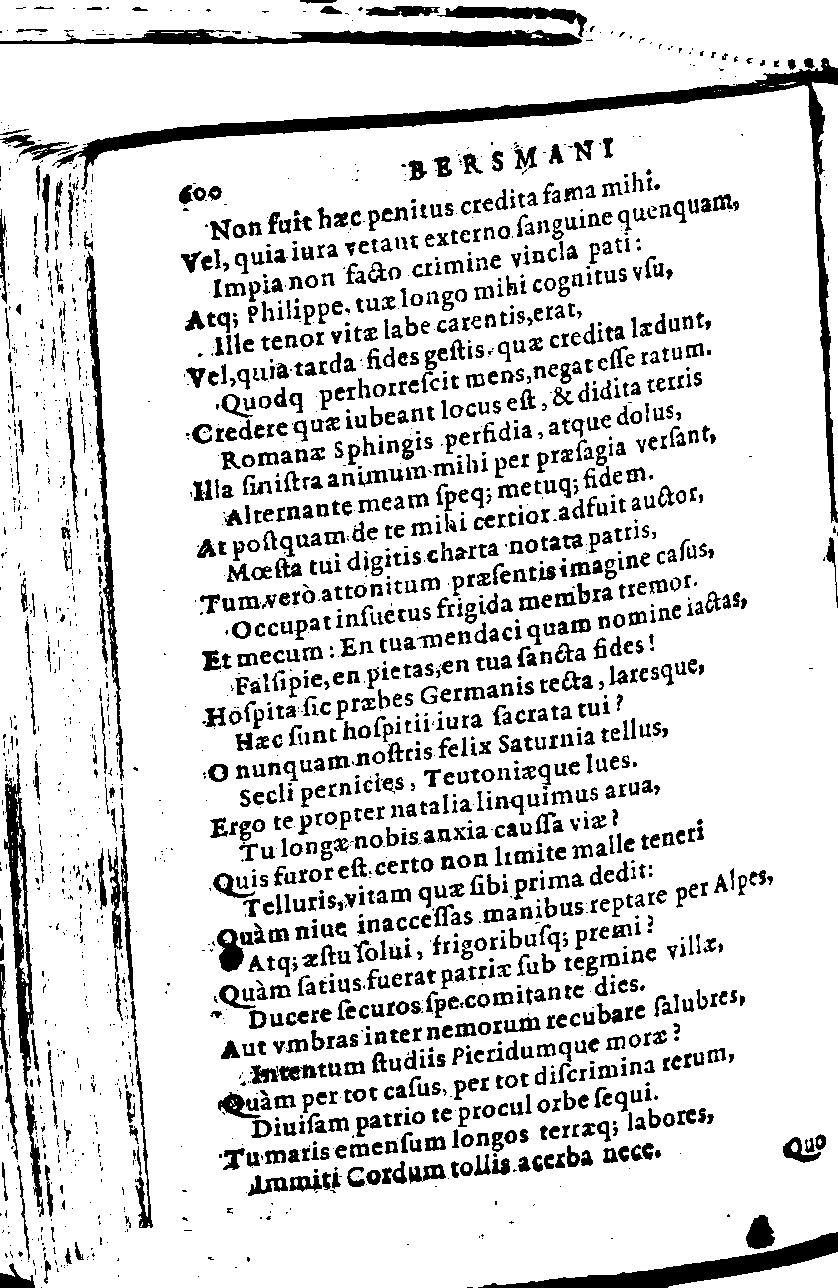 600 BERSMANI
Non fuit hæc penitus credita fama mihi.
Vel, quia iura vetant externo ſanguine quenquam,
Impia non facto crimine vincla pati:
Atq; Philippe, tuæ longo mihi cognitus vſu,
Ille tenor vitæ labe carentis, erat,
Vel, quia tarda fides geſtis, quæ credita lædunt,
Quodq perhorreſcit mens, negat eſſe ratum.
Credere quæ iubeant locus eſt, & didita terris
Romanæ Sphingis perfidia, atque dolus,
Illa ſiniſtra animum mihi per præſagia verſant,
Alternante meam ſpeq; metuq; fidem.
At poſtquam de te mihi certior adfuit auctor,
Mœſta tui digitis charta notata patris,
Tum verò attonitum præſentis imagine caſus,
Occupat inſuetus frigida membra tremor.
Et mecum: En tua mendaci quam nomine iactas,
Falſipie, en pietas, en tua ſancta fides!
Hoſpita ſic præbes Germanis tecta, laresque,
Hæc ſunt hoſpitii iura ſacrata tui?
O nunquam noſtris felix Saturnia tellus,
Secli pernicies, Teutoniæque lues.
Ergo te propter natalia linquimus arua,
Tu longæ nobis anxia cauſſa viæ?
Quis furor eſt certo non limite malle teneri
Telluris, vitam quæ ſibi prima dedit:
Quàm niue inacceſſas manibus reptare per Alpes,
Atq; æſtu ſolui, frigoribuſq; premi?
Quàm ſatius fuerat patriæ ſub tegmine villæ,
Ducere ſecuros ſpe comitante dies.
Aut vmbras inter nemorum recubare ſalubres,
Intentum ſtudiis Pieridumque moræ?
Quàm per tot caſus, per tot diſcrimina rerum,
Diuiſam patrio te procul orbe ſequi.
Tu maris emenſum longos terræq; labores,
Immiti Cordum tollis acerba nece.
Quo